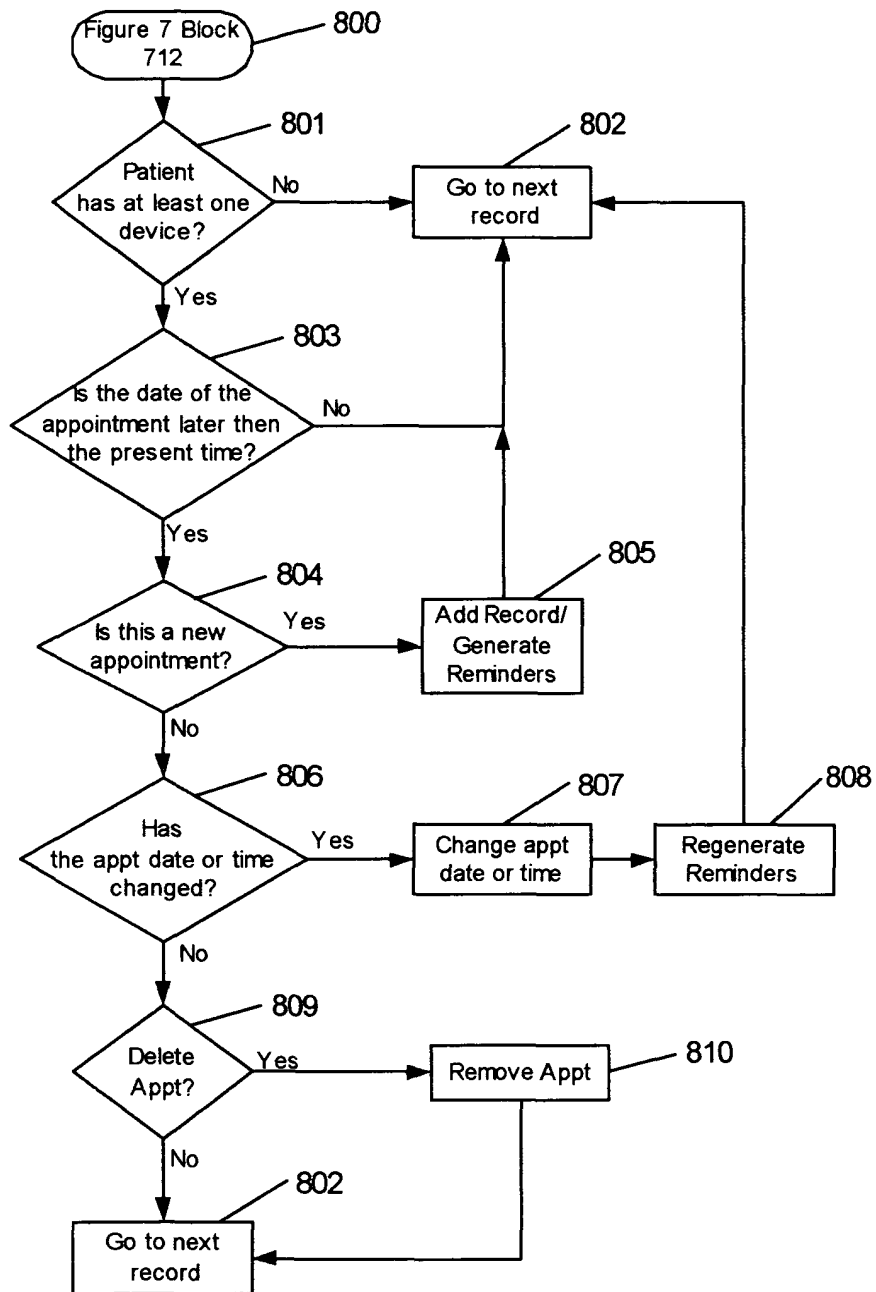 Figure 7 Block
712
800
801
Patient
has at least one
device?
No
802
Go to next
record
Yes
803
Is the date of the
appointment later then
the present time?
No
Yes
804
Is this a new
appointment?
Yes
805
Add Record/
Generate
Reminders
No
806
Has
the appt date or time
changed?
Yes
807
Change appt
date or time
808
Regenerate
Reminders
No
809
Delete
Appt?
Yes
Remove Appt
810
No
802
Go to next
record